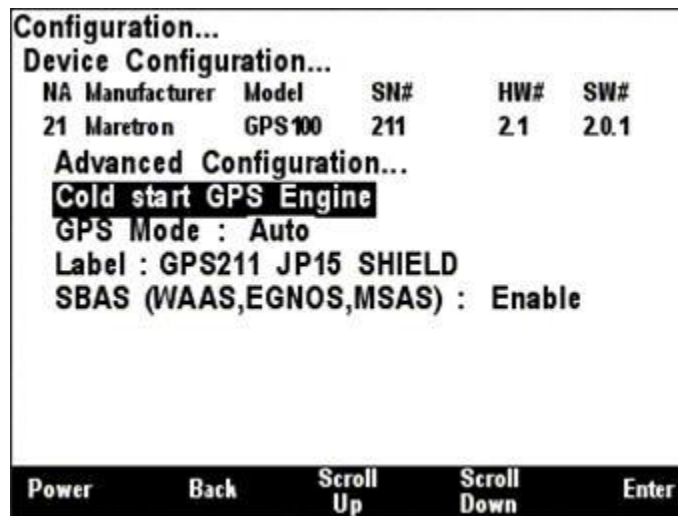 Configuration...
Device Configuration...
NA Manufacturer Model SN# HW# SW#
21 Maretron GPS100 211 2.1 2.0.1
Advanced Configuration...
Cold start GPS Engine
GPS Mode : Auto
Label : GPS211 JP15 SHIELD
SBAS (WAAS,EGNOS,MSAS) : Enable
Power Back Scroll Up Scroll Down Enter